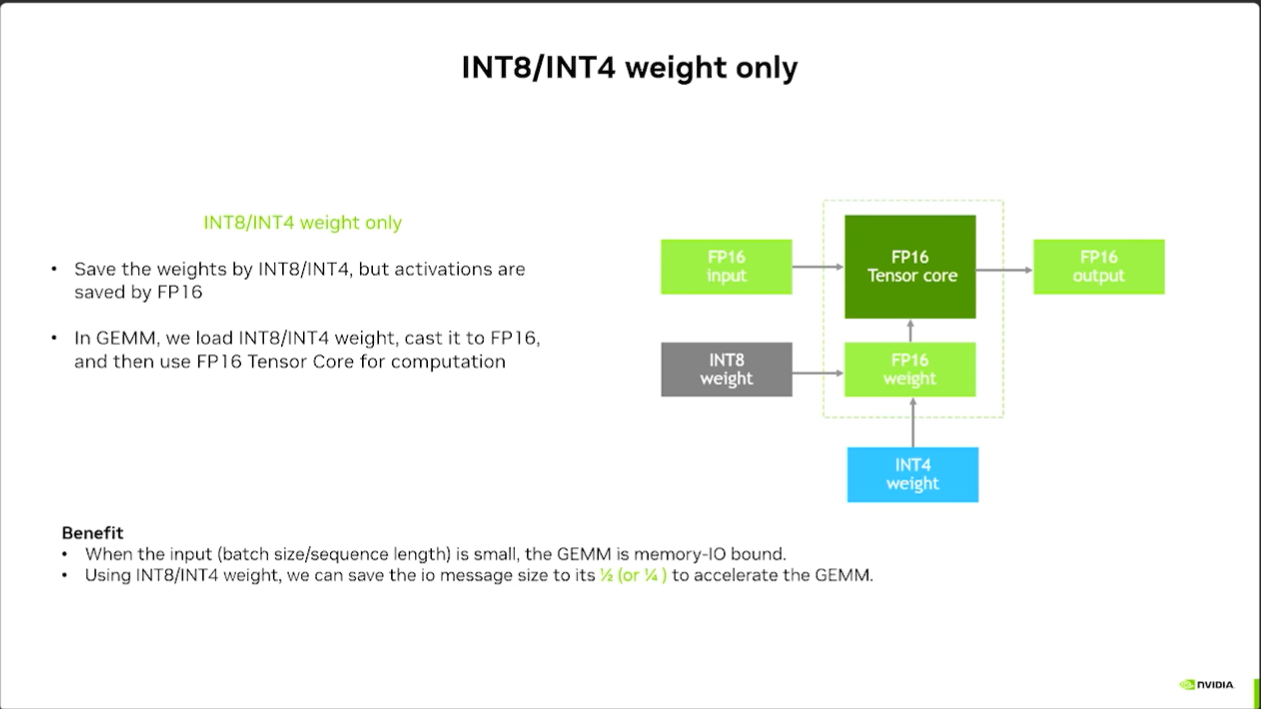 INT8/INT4 weight only
INT8/INT4 weight only
• Save the weights by INT8/INT4, but activations are
saved by FP16
• In GEMM, we load INT8/INT4 weight, cast it to FP16,
and then use FP16 Tensor Core for computation
FP16
input
FP16
Tensor core
FP16
output
INT8
weight
FP16
weight
INT4
weight
Benefit
• When the input (batch size/sequence length) is small, the GEMM is memory-IO bound.
• Using INT8/INT4 weight, we can save the io message size to its ½ (or ¼ ) to accelerate the GEMM.
NVIDIA